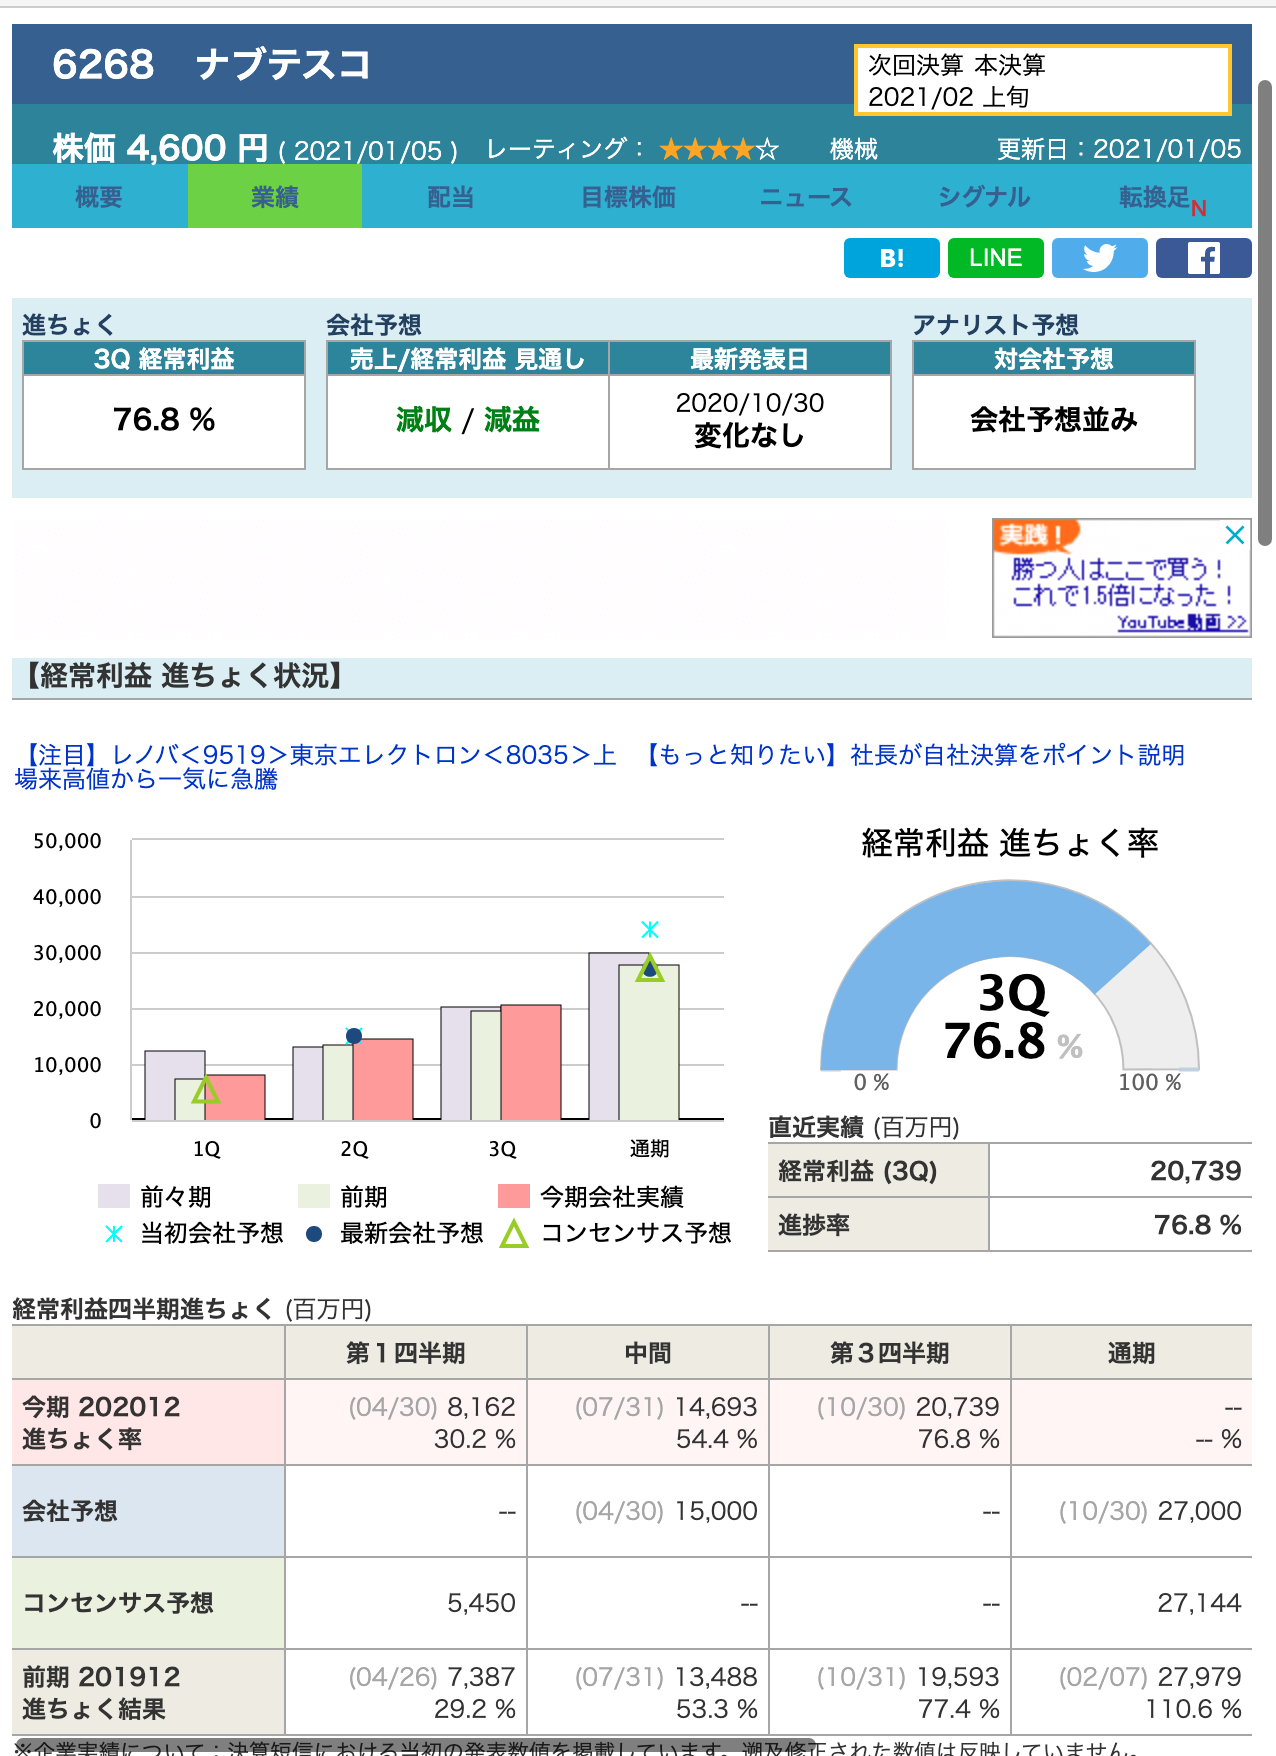 6268 ナブテスコ
次回決算 本決算
2021/02 上旬
株価 4,600 円 ( 2021/01/05 ) レーティング： ★★★★☆ 機械 更新日：2021/01/05
概要 業績 配当 目標株価 ニュース シグナル 転換足N
B! LINE
進ちょく 会社予想 アナリスト予想
3Q 経常利益 売上/経常利益 見通し 最新発表日 対会社予想
76.8 % 減収 / 減益 2020/10/30 会社予想並み
変化なし
実践！
勝つ人はここで買う！
これで1.5倍になった！
YouTube動画 >>
【経常利益 進ちょく状況】
【注目】レノバ＜9519＞東京エレクトロン＜8035＞上 【もっと知りたい】社長が自社決算をポイント説明
場来高値から一気に急騰
経常利益 進ちょく率
50,000
40,000
30,000
20,000
10,000
0
1Q 2Q 3Q 通期
前々期 前期 今期会社実績
当初会社予想 最新会社予想 コンセンサス予想
3Q
76.8 %
0 % 100 %
直近実績 (百万円)
経常利益 (3Q) 20,739
進捗率 76.8 %
経常利益四半期進ちょく (百万円)
第１四半期 中間 第３四半期 通期
今期 202012 (04/30) 8,162 (07/31) 14,693 (10/30) 20,739 --
進ちょく率 30.2 % 54.4 % 76.8 % -- %
会社予想 -- (04/30) 15,000 -- (10/30) 27,000
コンセンサス予想 5,450 -- -- 27,144
前期 201912 (04/26) 7,387 (07/31) 13,488 (10/31) 19,593 (02/07) 27,979
進ちょく結果 29.2 % 53.3 % 77.4 % 110.6 %
※企業実績について：決算短信における当初の発表数値を掲載しています。遡及修正された数値は反映していません。